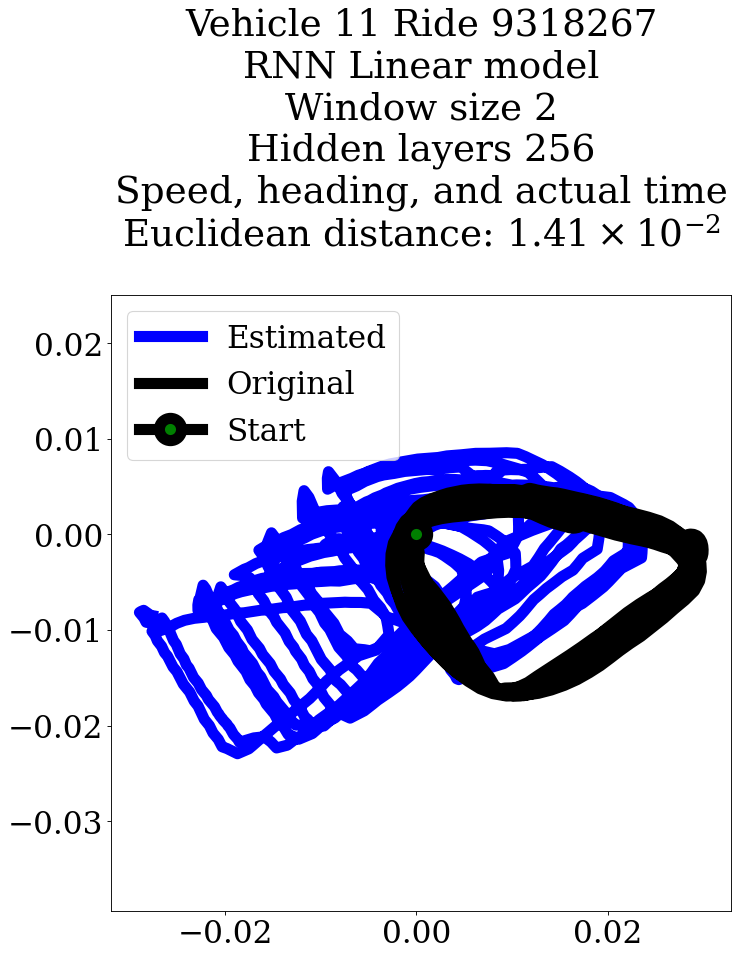 Vehicle 11 Ride 9318267
RNN Linear model
Window size 2
Hidden layers 256
Speed, heading, and actual time
Euclidean distance: 1.41 × 10⁻²
Estimated
Original
Start
0.02
0.01
0.00
−0.01
−0.02
−0.03
−0.02 0.00 0.02